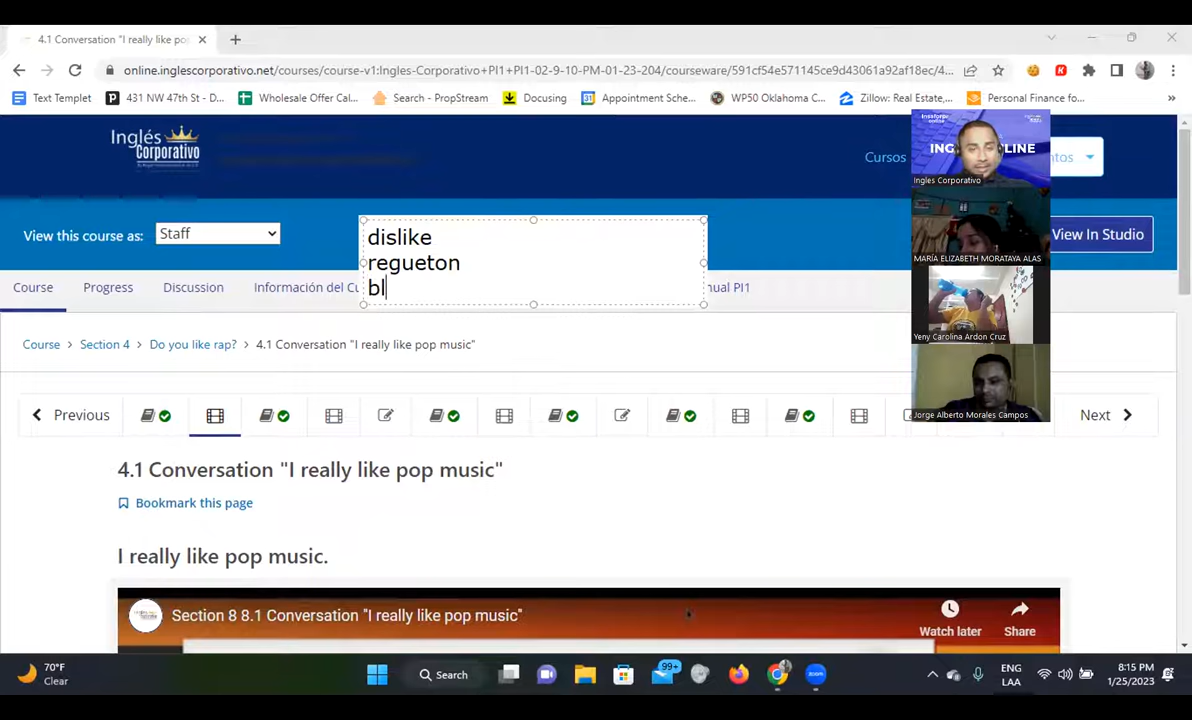 4.1 Conversation "I really like po
online.inglescorporativo.net/courses/course-v1:Ingles-Corporativo+PI1+PI1-02-9-10-PM-01-23-204/courseware/591cf54e571145ce9d43061a92af18ec/4...
Text Templet
431 NW 47th St - D...
Wholesale Offer Cal...
Search - PropStream
Docusing
Appointment Sche...
WP50 Oklahoma C...
Zillow: Real Estate,...
Personal Finance fo...
»
Inglés
Corporativo
Cursos
ING
LINE
ntos
Ingles Corporativo
View this course as:
Staff
dislike
regueton
bl
View In Studio
MARÍA ELIZABETH MORATAYA ALAS
Course
Progress
Discussion
Información del Cu
nual PI1
Yeny Carolina Ardon Cruz
Course > Section 4 > Do you like rap? > 4.1 Conversation "I really like pop music"
Jorge Alberto Morales Campos
Previous
Next
4.1 Conversation "I really like pop music"
Bookmark this page
I really like pop music.
Section 8 8.1 Conversation "I really like pop music"
Watch later
Share
70°F
Clear
Search
99+
zoom
ENG
LAA
8:15 PM
1/25/2023